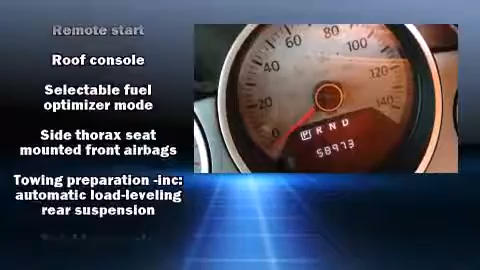 Remote start
Roof console
Selectable fuel
optimizer mode
Side thorax seat
mounted front airbags
Towing preparation -inc:
automatic load-leveling
rear suspension
0
20
40
60
80
100
120
140
P R N D
58973